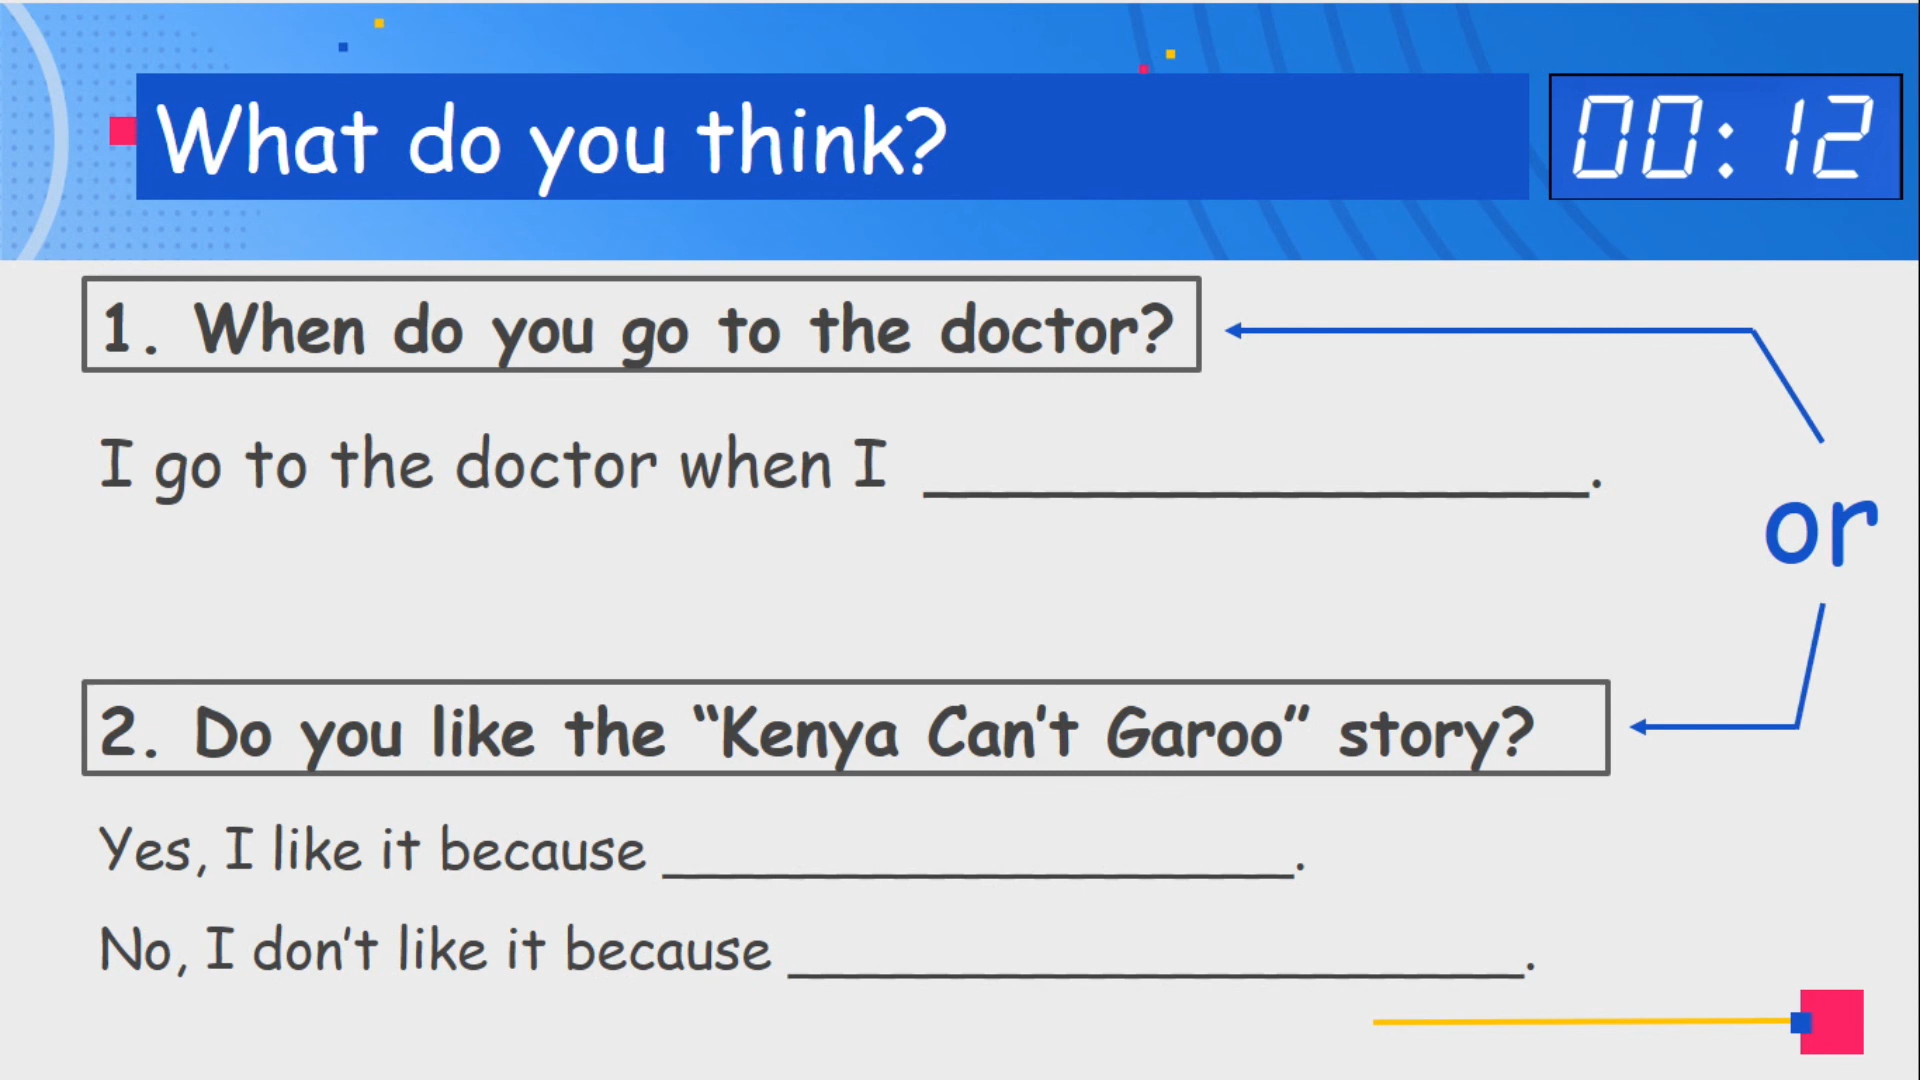 What do you think?
00:12
1. When do you go to the doctor?
I go to the doctor when I ____________________.
or
2. Do you like the “Kenya Can't Garoo” story?
Yes, I like it because ____________________.
No, I don’t like it because ______________________.